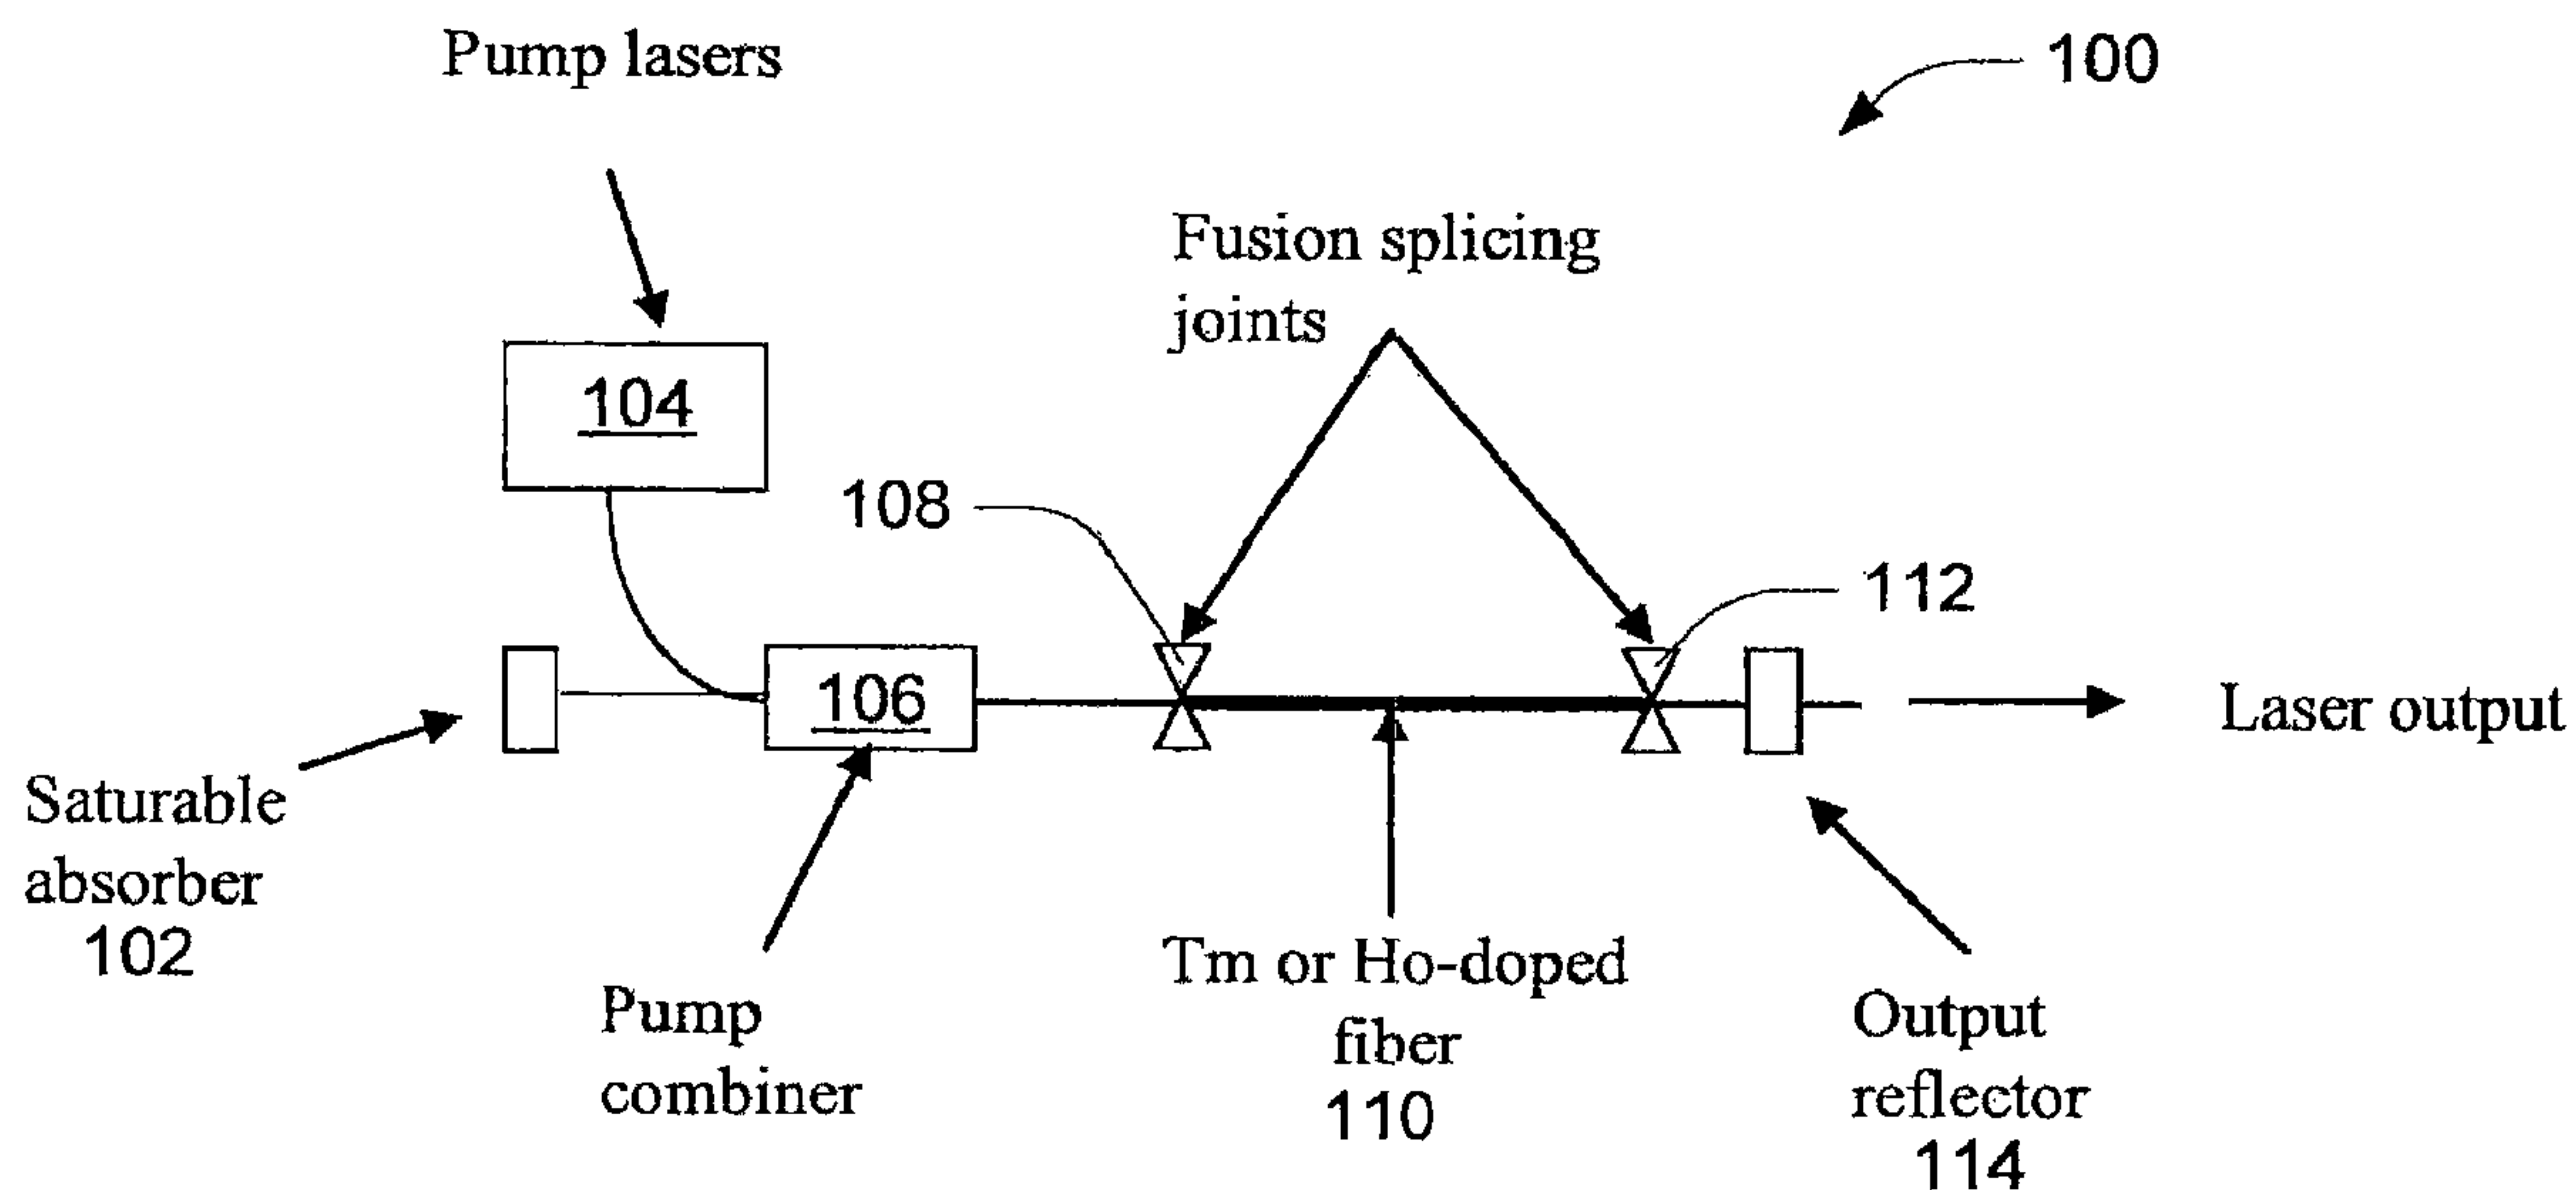 Pump lasers
100
Fusion splicing
joints
104
108
112
106
Laser output
Saturable
absorber
102
Pump
combiner
Tm or Ho-doped
fiber
110
Output
reflector
114